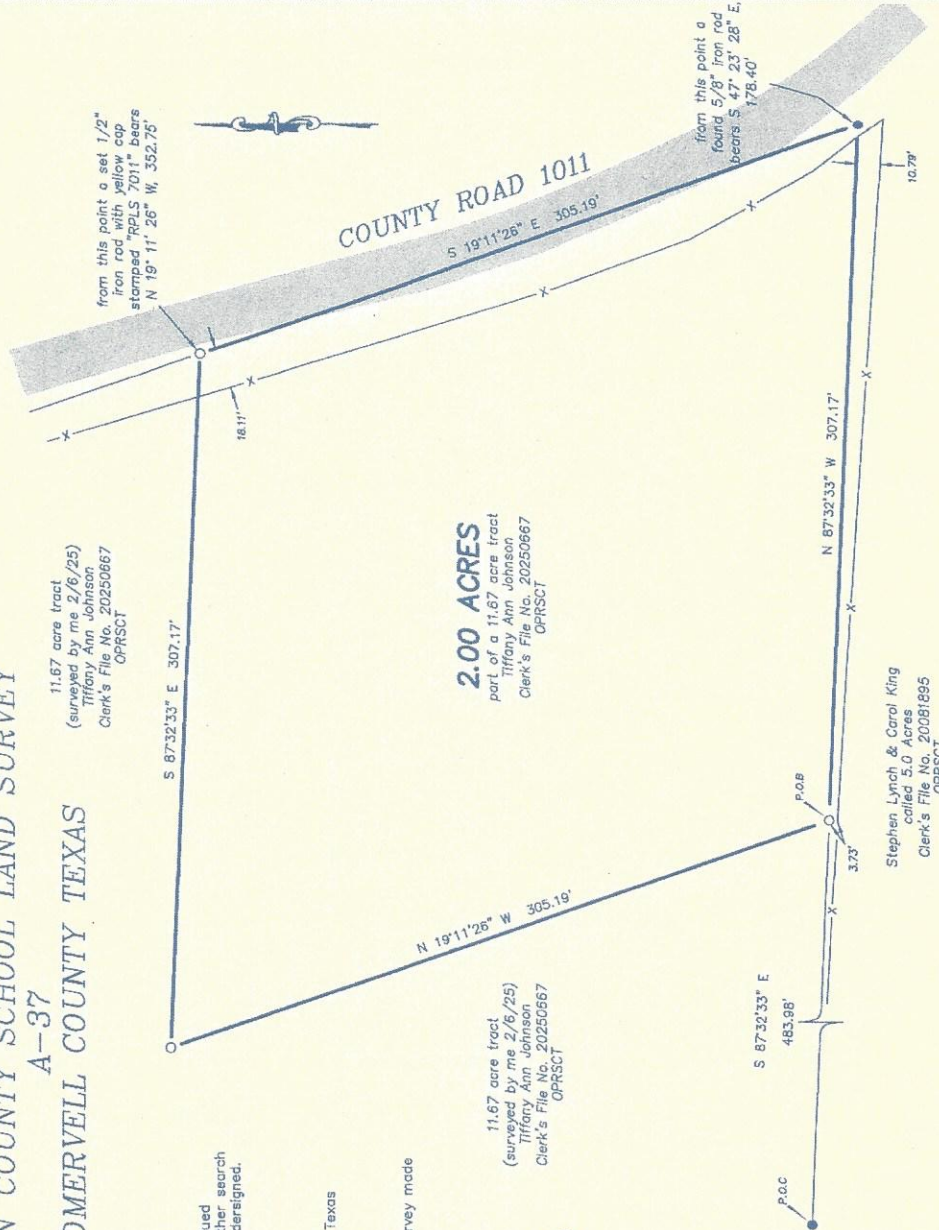 N COUNTY SCHOOL LAND SURVEY
A-37
OMERVELL COUNTY TEXAS
ued
ther search
dersigned.
Texas
rvey made
11.67 acre tract
(surveyed by me 2/6/25)
Tiffany Ann Johnson
Clerk's File No. 20250667
OPRSCT
from this point a set 1/2"
iron rod with yellow cap
stamped "RPLS 7011" bears
N 19° 11' 26" W, 352.75'
S 87°32'33" E 307.17'
18.11'
COUNTY ROAD 1011
S 19°11'26" E 305.19'
from this point a
found 5/8" iron rod
bears S 47° 23' 28" E,
178.40'
10.79'
2.00 ACRES
part of a 11.67 acre tract
Tiffany Ann Johnson
Clerk's File No. 20250667
OPRSCT
N 19°11'26" W 305.19'
N 87°32'33" W 307.17'
11.67 acre tract
(surveyed by me 2/6/25)
Tiffany Ann Johnson
Clerk's File No. 20250667
OPRSCT
P.O.B
3.73'
S 87°32'33" E
483.98'
P.O.C
Stephen Lynch & Carol King
called 5.0 Acres
Clerk's File No. 20081895
OPRSCT